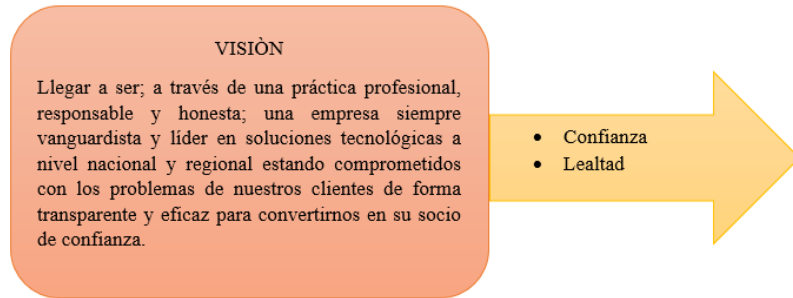 VISIÒN
Llegar a ser; a través de una práctica profesional,
responsable y honesta; una empresa siempre
vanguardista y líder en soluciones tecnológicas a
nivel nacional y regional estando comprometidos
con los problemas de nuestros clientes de forma
transparente y eficaz para convertirnos en su socio
de confianza.
• Confianza
• Lealtad